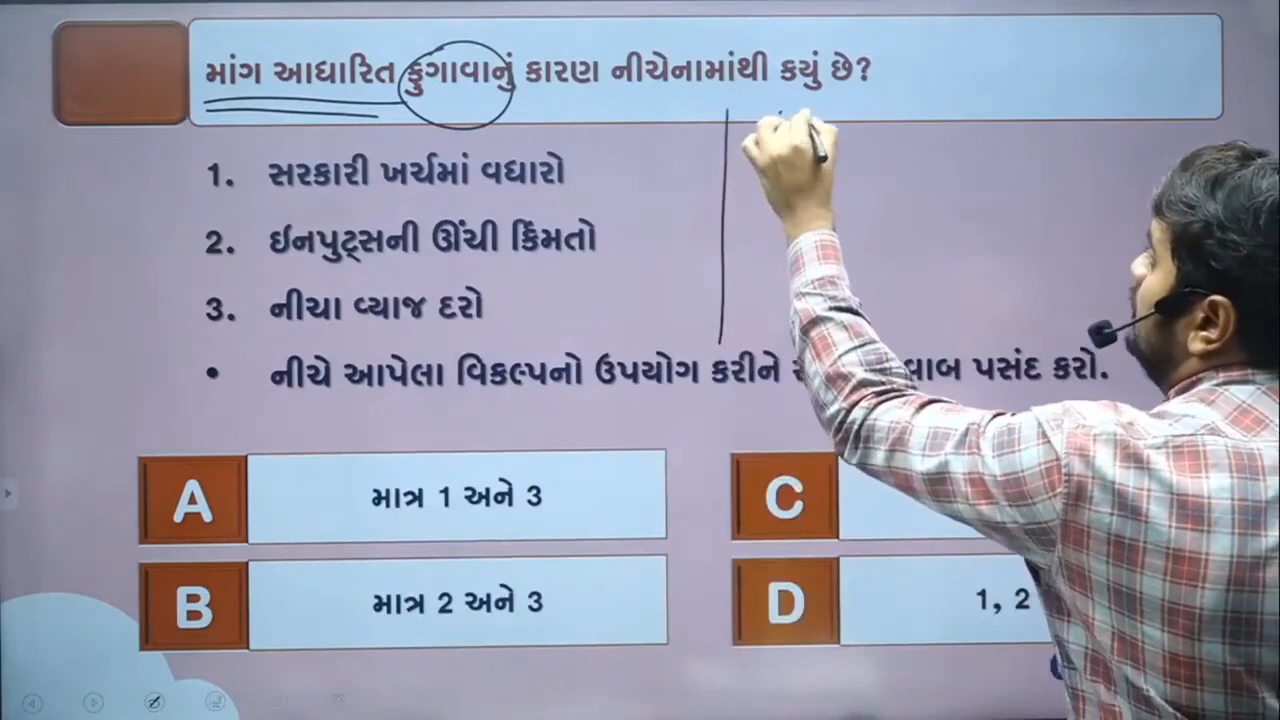 માંગ આધારિત ફુગાવાનું કારણ નીચેનામાંથી કયું છે?
1. સરકારી ખર્ચમાં વધારો
2. ઇનપુટ્સની ઊંચી કિંમતો
3. નીચા વ્યાજ દરો
• નીચે આપેલા વિકલ્પનો ઉપયોગ કરીને પસંદ કરો.
A માત્ર 1 અને 3
C
B માત્ર 2 અને 3
D 1, 2